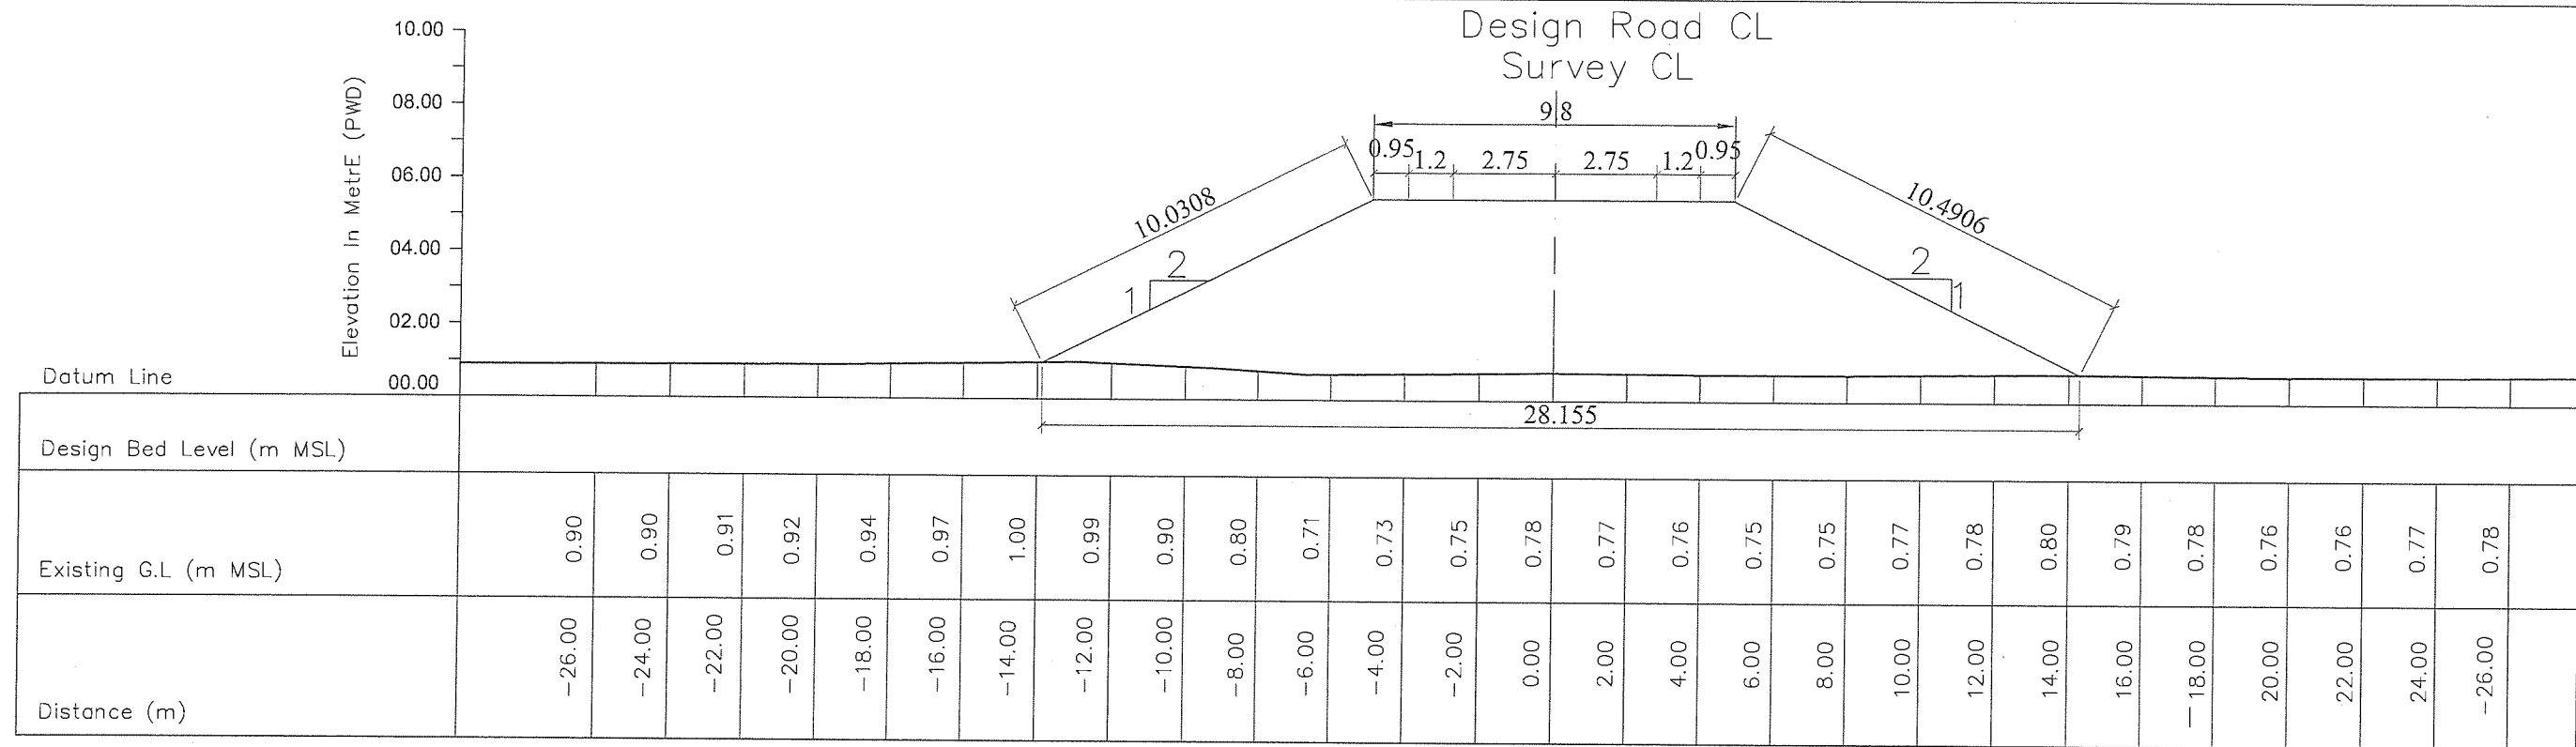 Design Road CL
Survey CL
Elevation In MetrE (PWD)
10.00
08.00
06.00
04.00
02.00
00.00
9.8
0.95 1.2 2.75 2.75 1.2 0.95
10.0308
10.4906
2
1
2
1
Datum Line
28.155
Design Bed Level (m MSL)
Existing G.L (m MSL) 0.90 0.90 0.91 0.92 0.94 0.97 1.00 0.99 0.90 0.80 0.71 0.73 0.75 0.78 0.77 0.76 0.75 0.75 0.77 0.78 0.80 0.79 0.78 0.76 0.76 0.77 0.78
Distance (m) -26.00 -24.00 -22.00 -20.00 -18.00 -16.00 -14.00 -12.00 -10.00 -8.00 -6.00 -4.00 -2.00 0.00 2.00 4.00 6.00 8.00 10.00 12.00 14.00 16.00 -18.00 20.00 22.00 24.00 -26.00